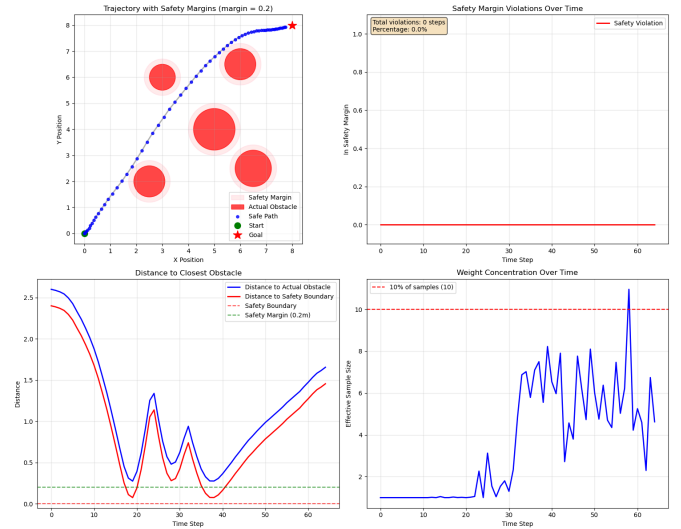 Trajectory with Safety Margins (margin = 0.2)
8
7
6
5
4
3
2
1
0
Y Position
Safety Margin
Actual Obstacle
Safe Path
Start
Goal
0 1 2 3 4 5 6 7 8
X Position
Safety Margin Violations Over Time
Total violations: 0 steps
Percentage: 0.0%
Safety Violation
1.0
0.8
0.6
0.4
0.2
0.0
In Safety Margin
0 10 20 30 40 50 60
Time Step
Distance to Closest Obstacle
Distance to Actual Obstacle
Distance to Safety Boundary
Safety Boundary
Safety Margin (0.2m)
2.5
2.0
1.5
1.0
0.5
0.0
Distance
0 10 20 30 40 50 60
Time Step
Weight Concentration Over Time
10% of samples (10)
10
8
6
4
2
Effective Sample Size
0 10 20 30 40 50 60
Time Step